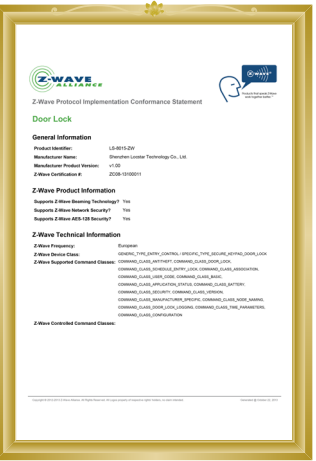 Z-WAVE
ALLIANCE
Z-WAVE
Products that speak Z-Wave
work together better.™
Z-Wave Protocol Implementation Conformance Statement
Door Lock
General Information
Product Identifier: LS-8015-ZW
Manufacturer Name: Shenzhen Locstar Technology Co., Ltd.
Manufacturer Product Version: v1.00
Z-Wave Certification #: ZC08-13100011
Z-Wave Product Information
Supports Z-Wave Beaming Technology? Yes
Supports Z-Wave Network Security? Yes
Supports Z-Wave AES-128 Security? Yes
Z-Wave Technical Information
Z-Wave Frequency: European
Z-Wave Device Class: GENERIC_TYPE_ENTRY_CONTROL / SPECIFIC_TYPE_SECURE_KEYPAD_DOOR_LOCK
Z-Wave Supported Command Classes: COMMAND_CLASS_ANTITHEFT, COMMAND_CLASS_DOOR_LOCK,
COMMAND_CLASS_SCHEDULE_ENTRY_LOCK, COMMAND_CLASS_ASSOCIATION,
COMMAND_CLASS_USER_CODE, COMMAND_CLASS_BASIC,
COMMAND_CLASS_APPLICATION_STATUS, COMMAND_CLASS_BATTERY,
COMMAND_CLASS_SECURITY, COMMAND_CLASS_VERSION,
COMMAND_CLASS_MANUFACTURER_SPECIFIC, COMMAND_CLASS_NODE_NAMING,
COMMAND_CLASS_DOOR_LOCK_LOGGING, COMMAND_CLASS_TIME_PARAMETERS,
COMMAND_CLASS_CONFIGURATION
Z-Wave Controlled Command Classes: